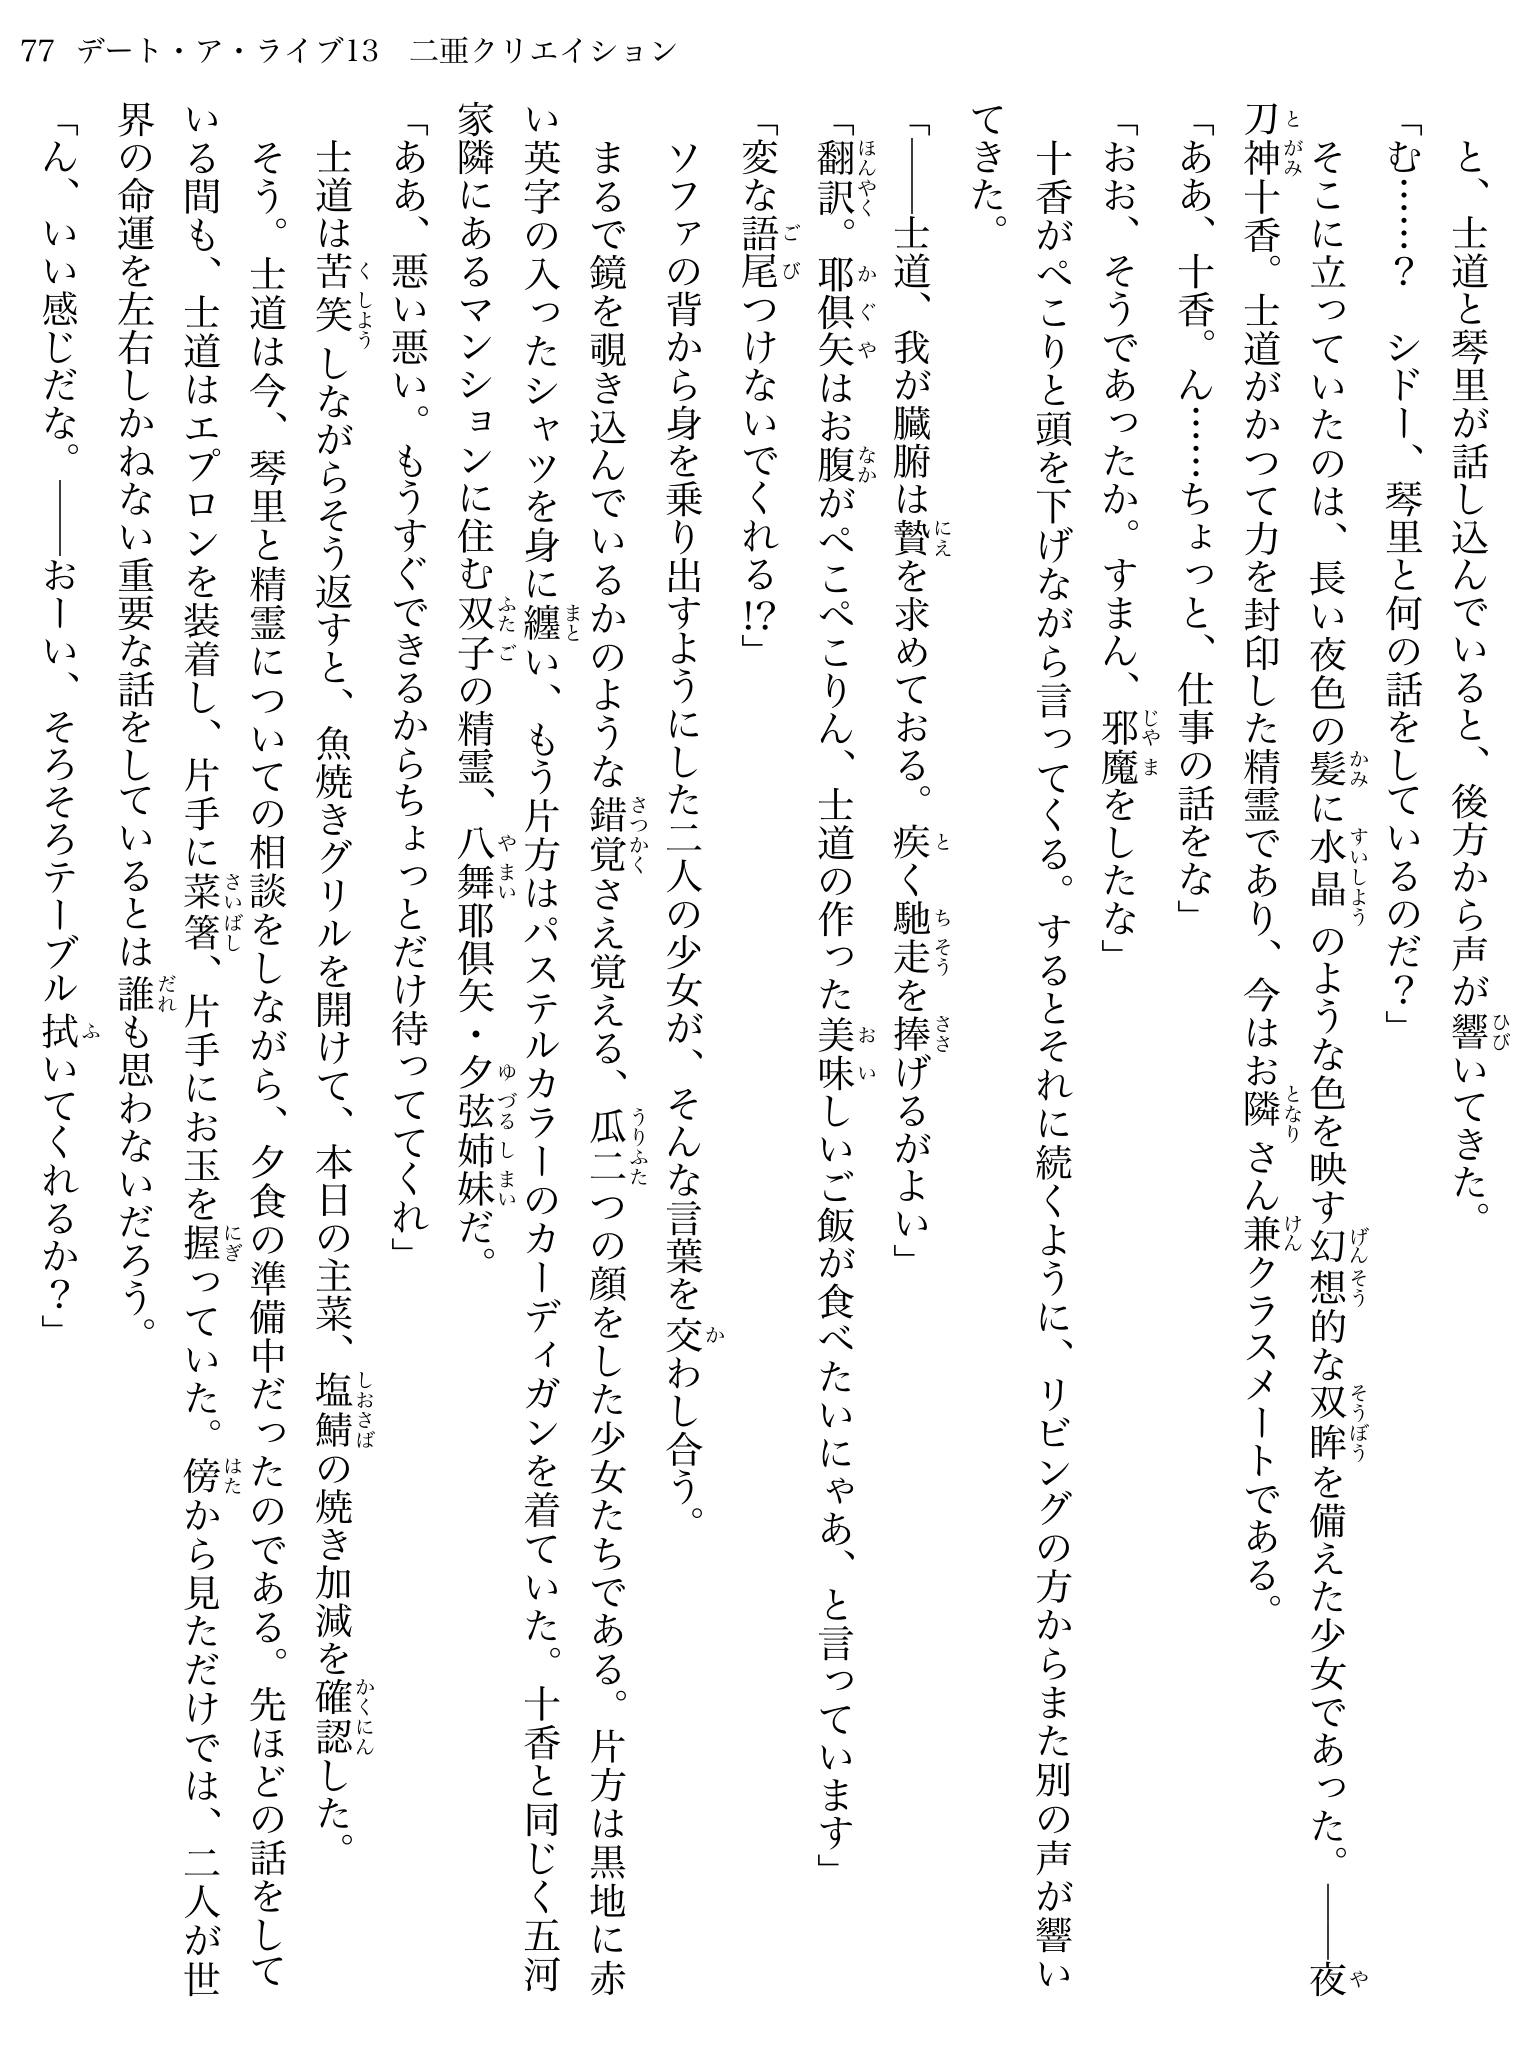 77 デート・ア・ライブ13　二亜クリエイション
　と、士道と琴里が話し込んでいると、後方から声が響いてきた。
「む……？　シドー、琴里と何の話をしているのだ？」
　そこに立っていたのは、長い夜色の髪に水晶のような色を映す幻想的な双眸を備えた少女であった。――夜
刀神十香。士道がかつて力を封印した精霊であり、今はお隣さん兼クラスメートである。
「ああ、十香。ん……ちょっと、仕事の話をな」
「おお、そうであったか。すまん、邪魔をしたな」
　十香がぺこりと頭を下げながら言ってくる。するとそれに続くように、リビングの方からまた別の声が響い
てきた。
「――士道、我が臓腑は贄を求めておる。疾く馳走を捧げるがよい」
「翻訳。耶倶矢はお腹がぺこぺこりん、士道の作った美味しいご飯が食べたいにゃあ、と言っています」
「変な語尾つけないでくれる!?」
　ソファの背から身を乗り出すようにした二人の少女が、そんな言葉を交わし合う。
　まるで鏡を覗き込んでいるかのような錯覚さえ覚える、瓜二つの顔をした少女たちである。片方は黒地に赤
い英字の入ったシャツを身に纏い、もう片方はパステルカラーのカーディガンを着ていた。十香と同じく五河
家隣にあるマンションに住む双子の精霊、八舞耶倶矢・夕弦姉妹だ。
「ああ、悪い悪い。もうすぐできるからちょっとだけ待っててくれ」
　士道は苦笑しながらそう返すと、魚焼きグリルを開けて、本日の主菜、塩鯖の焼き加減を確認した。
　そう。士道は今、琴里と精霊についての相談をしながら、夕食の準備中だったのである。先ほどの話をして
いる間も、士道はエプロンを装着し、片手に菜箸、片手にお玉を握っていた。傍から見ただけでは、二人が世
界の命運を左右しかねない重要な話をしているとは誰も思わないだろう。
「ん、いい感じだな。――おーい、そろそろテーブル拭いてくれるか？」